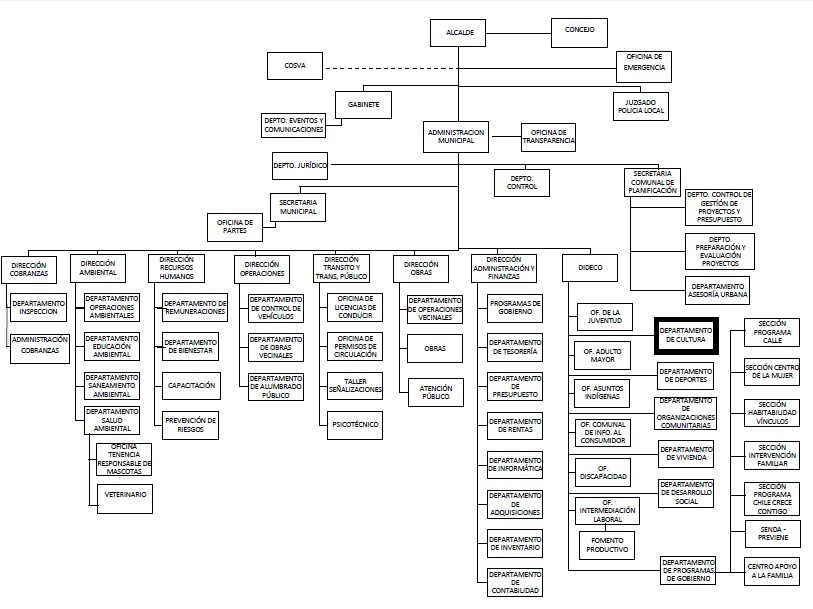 ALCALDE
CONCEJO
COSVA
OFICINA DE
EMERGENCIA
GABINETE
JUZGADO
POLICIA LOCAL
DEPTO. EVENTOS Y
COMUNICACIONES
ADMINISTRACION
MUNICIPAL
OFICINA DE
TRANSPARENCIA
DEPTO. JURÍDICO
DEPTO.
CONTROL
SECRETARIA
COMUNAL DE
PLANIFICACIÓN
SECRETARIA
MUNICIPAL
OFICINA DE
PARTES
DEPTO. CONTROL DE
GESTIÓN DE
PROYECTOS Y
PRESUPUESTO
DEPTO.
PREPARACIÓN Y
EVALUACIÓN
PROYECTOS
DEPARTAMENTO
ASESORÍA URBANA
DIRECCIÓN
COBRANZAS
DEPARTAMENTO
INSPECCION
ADMINISTRACIÓN
COBRANZAS
DIRECCIÓN
AMBIENTAL
DEPARTAMENTO
OPERACIONES
AMBIENTALES
DEPARTAMENTO
EDUCACIÓN
AMBIENTAL
DEPARTAMENTO
SANEAMIENTO
AMBIENTAL
DEPARTAMENTO
SALUD
AMBIENTAL
OFICINA
TENENCIA
RESPONSABLE DE
MASCOTAS
VETERINARIO
DIRECCIÓN
RECURSOS
HUMANOS
DEPARTAMENTO DE
REMUNERACIONES
DEPARTAMENTO
DE BIENESTAR
CAPACITACIÓN
PREVENCIÓN DE
RIESGOS
DIRECCIÓN
OPERACIONES
DEPARTAMENTO
DE CONTROL DE
VEHÍCULOS
DEPARTAMENTO
DE OBRAS
VECINALES
DEPARTAMENTO
DE ALUMBRADO
PÚBLICO
DIRECCIÓN
TRANSITO Y
TRANS, PÚBLICO
OFICINA DE
LICENCIAS DE
CONDUCIR
OFICINA DE
PERMISOS DE
CIRCULACIÓN
TALLER
SEÑALIZACIONES
PSICOTÉCNICO
DIRECCIÓN
OBRAS
DEPARTAMENTO
DE OPERACIONES
VECINALES
OBRAS
ATENCIÓN
PÚBLICO
DIRECCIÓN
ADMINISTRACIÓN Y
FINANZAS
PROGRAMAS DE
GOBIERNO
DEPARTAMENTO
DE TESORERÍA
DEPARTAMENTO
DE
PRESUPUESTO
DEPARTAMENTO
DE RENTAS
DEPARTAMENTO
DE INFORMÁTICA
DEPARTAMENTO
DE
ADQUISICIONES
DEPARTAMENTO
DE INVENTARIO
DEPARTAMENTO
DE
CONTABILIDAD
DIDECO
OF. DE LA
JUVENTUD
OF. ADULTO
MAYOR
OF. ASUNTOS
INDÍGENAS
OF. COMUNAL
DE INFO. AL
CONSUMIDOR
OF.
DISCAPACIDAD
OF.
INTERMEDIACIÓN
LABORAL
FOMENTO
PRODUCTIVO
DEPARTAMENTO
DE CULTURA
DEPARTAMENTO
DE DEPORTES
DEPARTAMENTO
DE
ORGANIZACIONES
COMUNITARIAS
DEPARTAMENTO
DE VIVIENDA
DEPARTAMENTO
DE DESARROLLO
SOCIAL
DEPARTAMENTO
DE PROGRAMAS
DE GOBIERNO
SECCIÓN
PROGRAMA
CALLE
SECCIÓN CENTRO
DE LA MUJER
SECCIÓN
HABITABILIDAD
VÍNCULOS
SECCIÓN
INTERVENCIÓN
FAMILIAR
SECCIÓN
PROGRAMA
CHILE CRECE
CONTIGO
SENDA -
PREVIENE
CENTRO APOYO
A LA FAMILIA